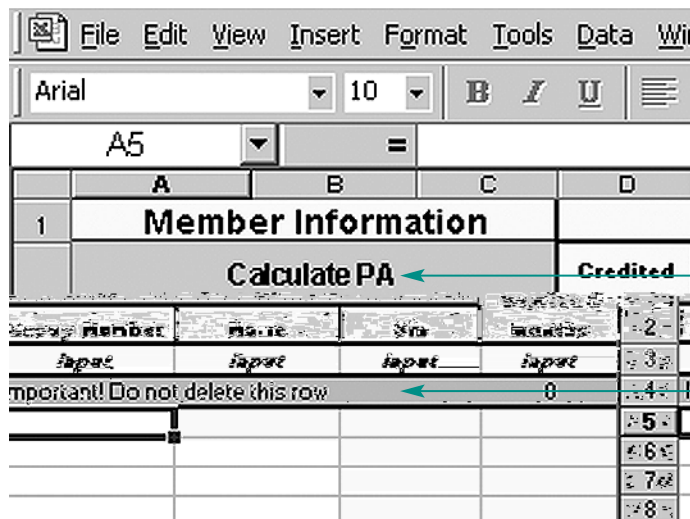 File Edit View Insert Format Tools Data
Arial 10 B I U
A5 =
A B C D
1 Member Information
Calculate PA Credited
Member 2
Input Input Input Input 3
mportant! Do not delete this row 0 4
5
6
7
8